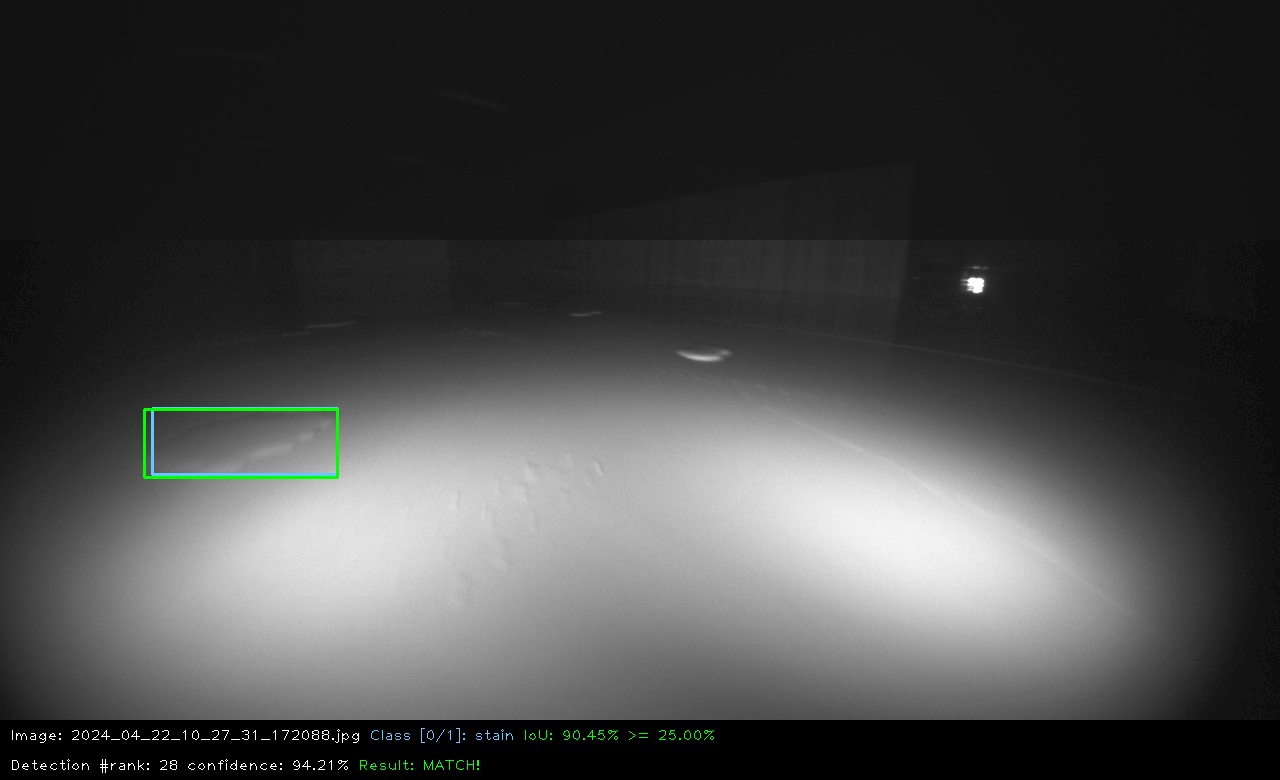 Image: 2024_04_22_10_27_31_172088.jpg Class [0/1]: stain IoU: 90.45% >= 25.00%
Detection #rank: 28 confidence: 94.21% Result: MATCH!